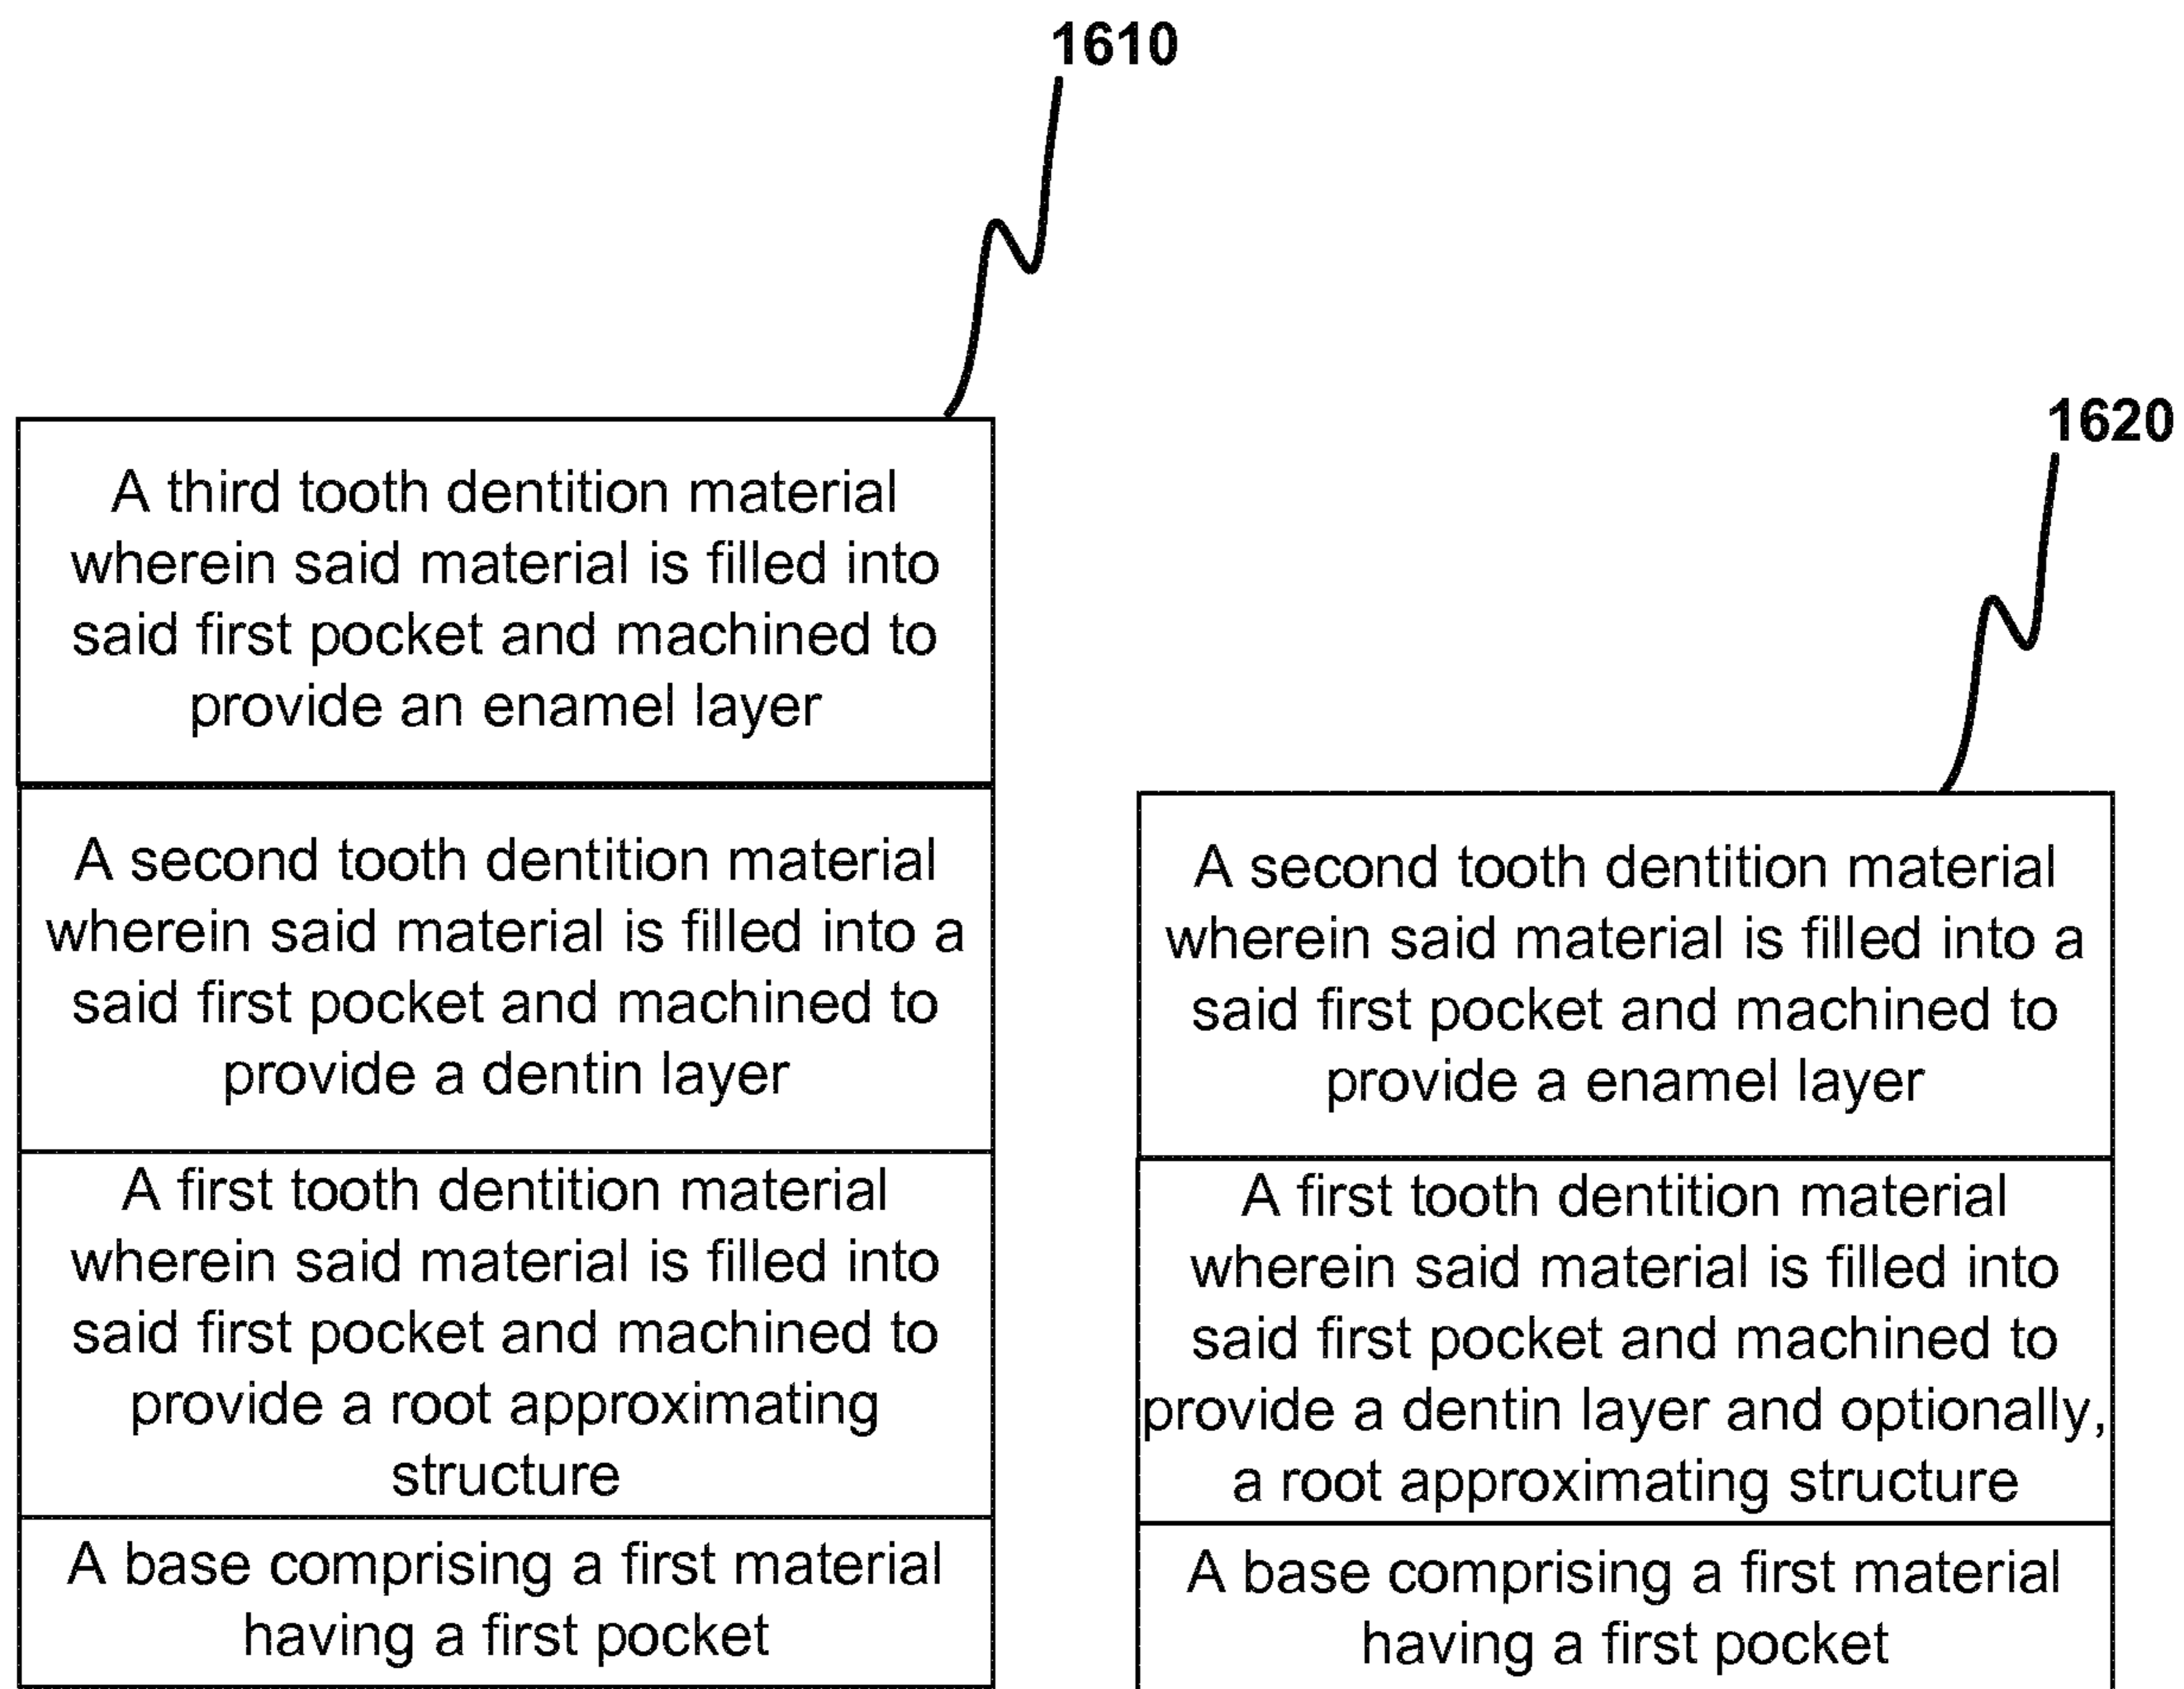 1610
A third tooth dentition material
wherein said material is filled into
said first pocket and machined to
provide an enamel layer
A second tooth dentition material
wherein said material is filled into a
said first pocket and machined to
provide a dentin layer
A first tooth dentition material
wherein said material is filled into
said first pocket and machined to
provide a root approximating
structure
A base comprising a first material
having a first pocket
1620
A second tooth dentition material
wherein said material is filled into a
said first pocket and machined to
provide a enamel layer
A first tooth dentition material
wherein said material is filled into
said first pocket and machined to
provide a dentin layer and optionally,
a root approximating structure
A base comprising a first material
having a first pocket